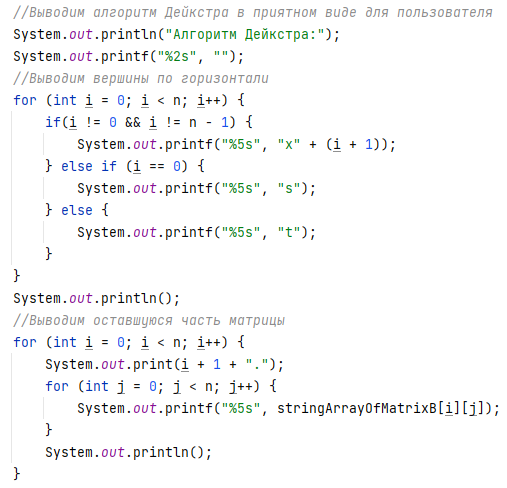 //Выводим алгоритм Дейкстра в приятном виде для пользователя
System.out.println("Алгоритм Дейкстра:");
System.out.printf("%2s", "");
//Выводим вершины по горизонтали
for (int i = 0; i < n; i++) {
    if(i != 0 && i != n - 1) {
        System.out.printf("%5s", "x" + (i + 1));
    } else if (i == 0) {
        System.out.printf("%5s", "s");
    } else {
        System.out.printf("%5s", "t");
    }
}
System.out.println();
//Выводим оставшуюся часть матрицы
for (int i = 0; i < n; i++) {
    System.out.print(i + 1 + ".");
    for (int j = 0; j < n; j++) {
        System.out.printf("%5s", stringArrayOfMatrixB[i][j]);
    }
    System.out.println();
}